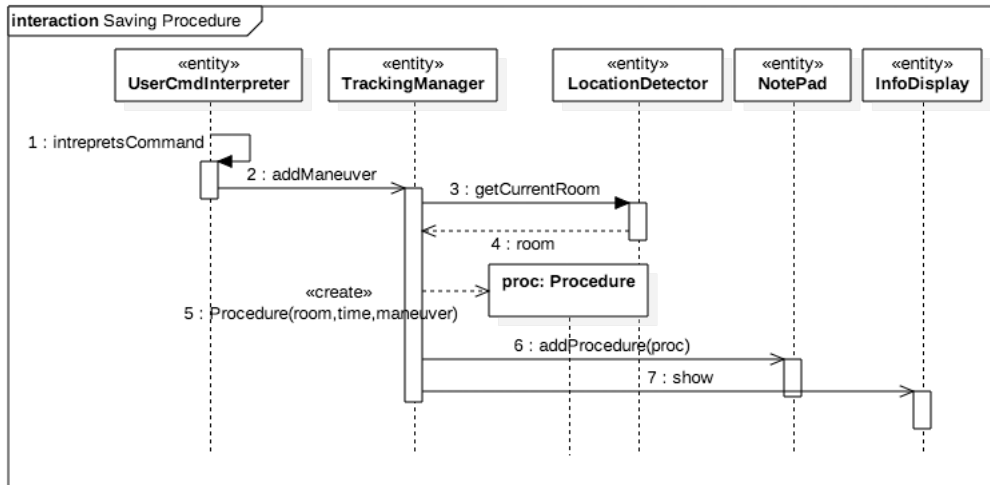 interaction Saving Procedure
«entity»
UserCmdInterpreter
«entity»
TrackingManager
«entity»
LocationDetector
«entity»
NotePad
«entity»
InfoDisplay
1 : intrepretsCommand
2 : addManeuver
3 : getCurrentRoom
4 : room
proc: Procedure
«create»
5 : Procedure(room,time,maneuver)
6 : addProcedure(proc)
7 : show